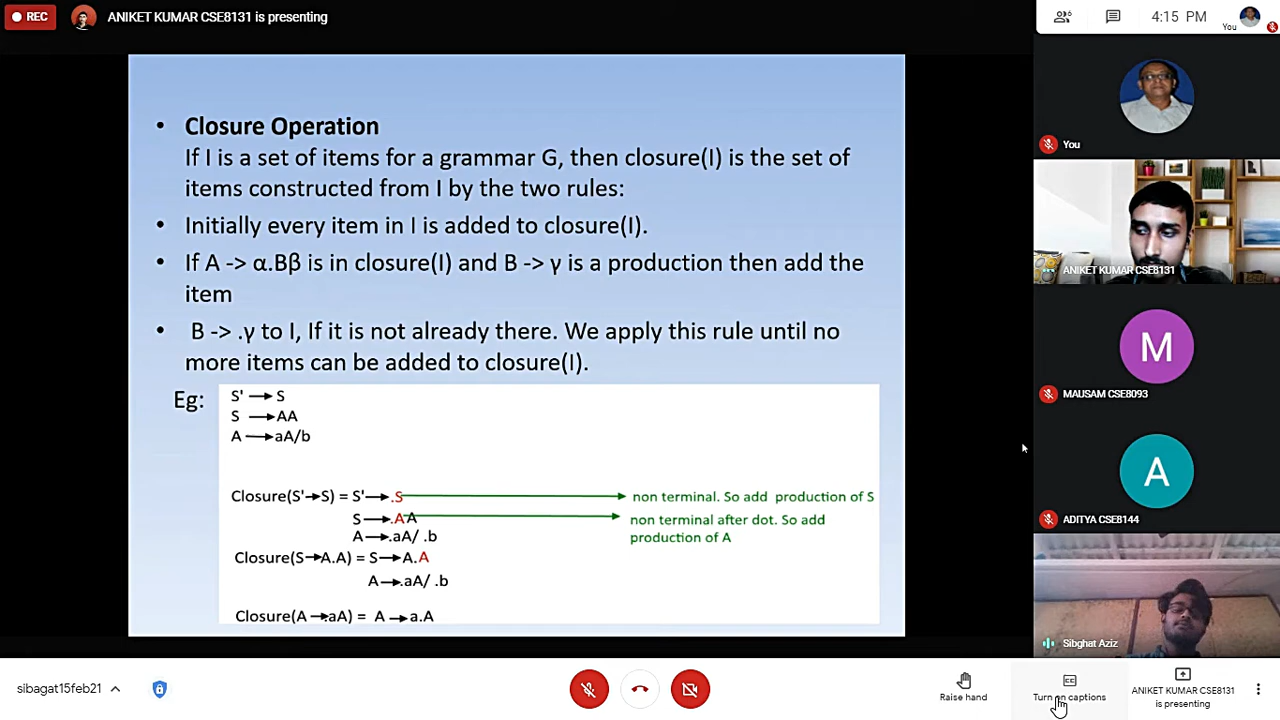 REC
ANIKET KUMAR CSE8131 is presenting
4:15 PM
You
• Closure Operation
If I is a set of items for a grammar G, then closure(I) is the set of
items constructed from I by the two rules:
• Initially every item in I is added to closure(I).
• If A -> α.Bβ is in closure(I) and B -> γ is a production then add the
item
• B -> .γ to I, If it is not already there. We apply this rule until no
more items can be added to closure(I).
Eg:
S' → S
S → AA
A → aA/b
Closure(S'→S) = S'→.S non terminal. So add production of S
S→.AA non terminal after dot. So add
production of A
A→.aA/ .b
Closure(S→A.A) = S→A.A
A→.aA/ .b
Closure(A→.aA) = A→a.A
You
ANIKET KUMAR CSE8131
M
MAUSAM CSE8093
A
ADITYA CSE8144
Sibghat Aziz
sibagat15feb21
Raise hand
CC
Turn on captions
ANIKET KUMAR CSE8131
is presenting